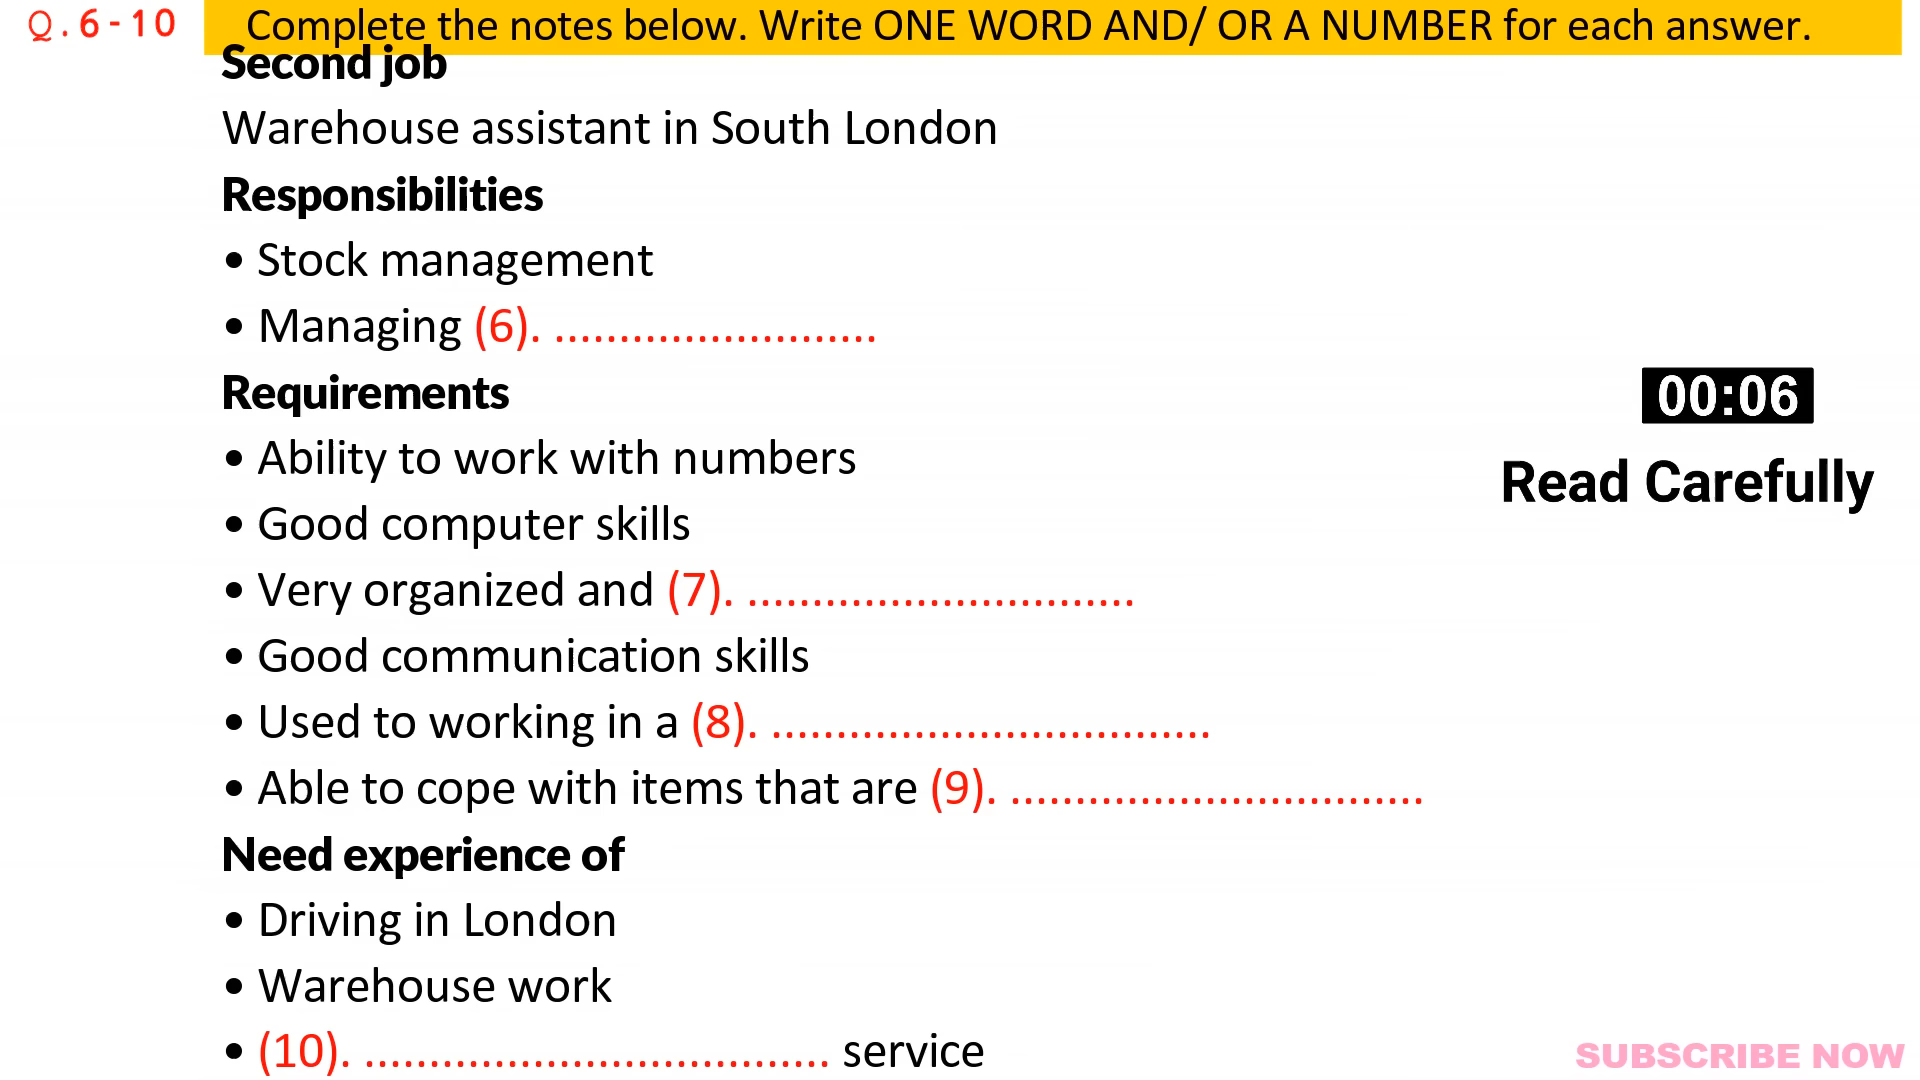 Q.6-10 Complete the notes below. Write ONE WORD AND/ OR A NUMBER for each answer.
Second job
Warehouse assistant in South London
Responsibilities
• Stock management
• Managing (6). .........................
Requirements
• Ability to work with numbers
• Good computer skills
• Very organized and (7). ..............................
• Good communication skills
• Used to working in a (8). ..................................
• Able to cope with items that are (9). ................................
Need experience of
• Driving in London
• Warehouse work
• (10). .................................... service
00:06
Read Carefully
SUBSCRIBE NOW